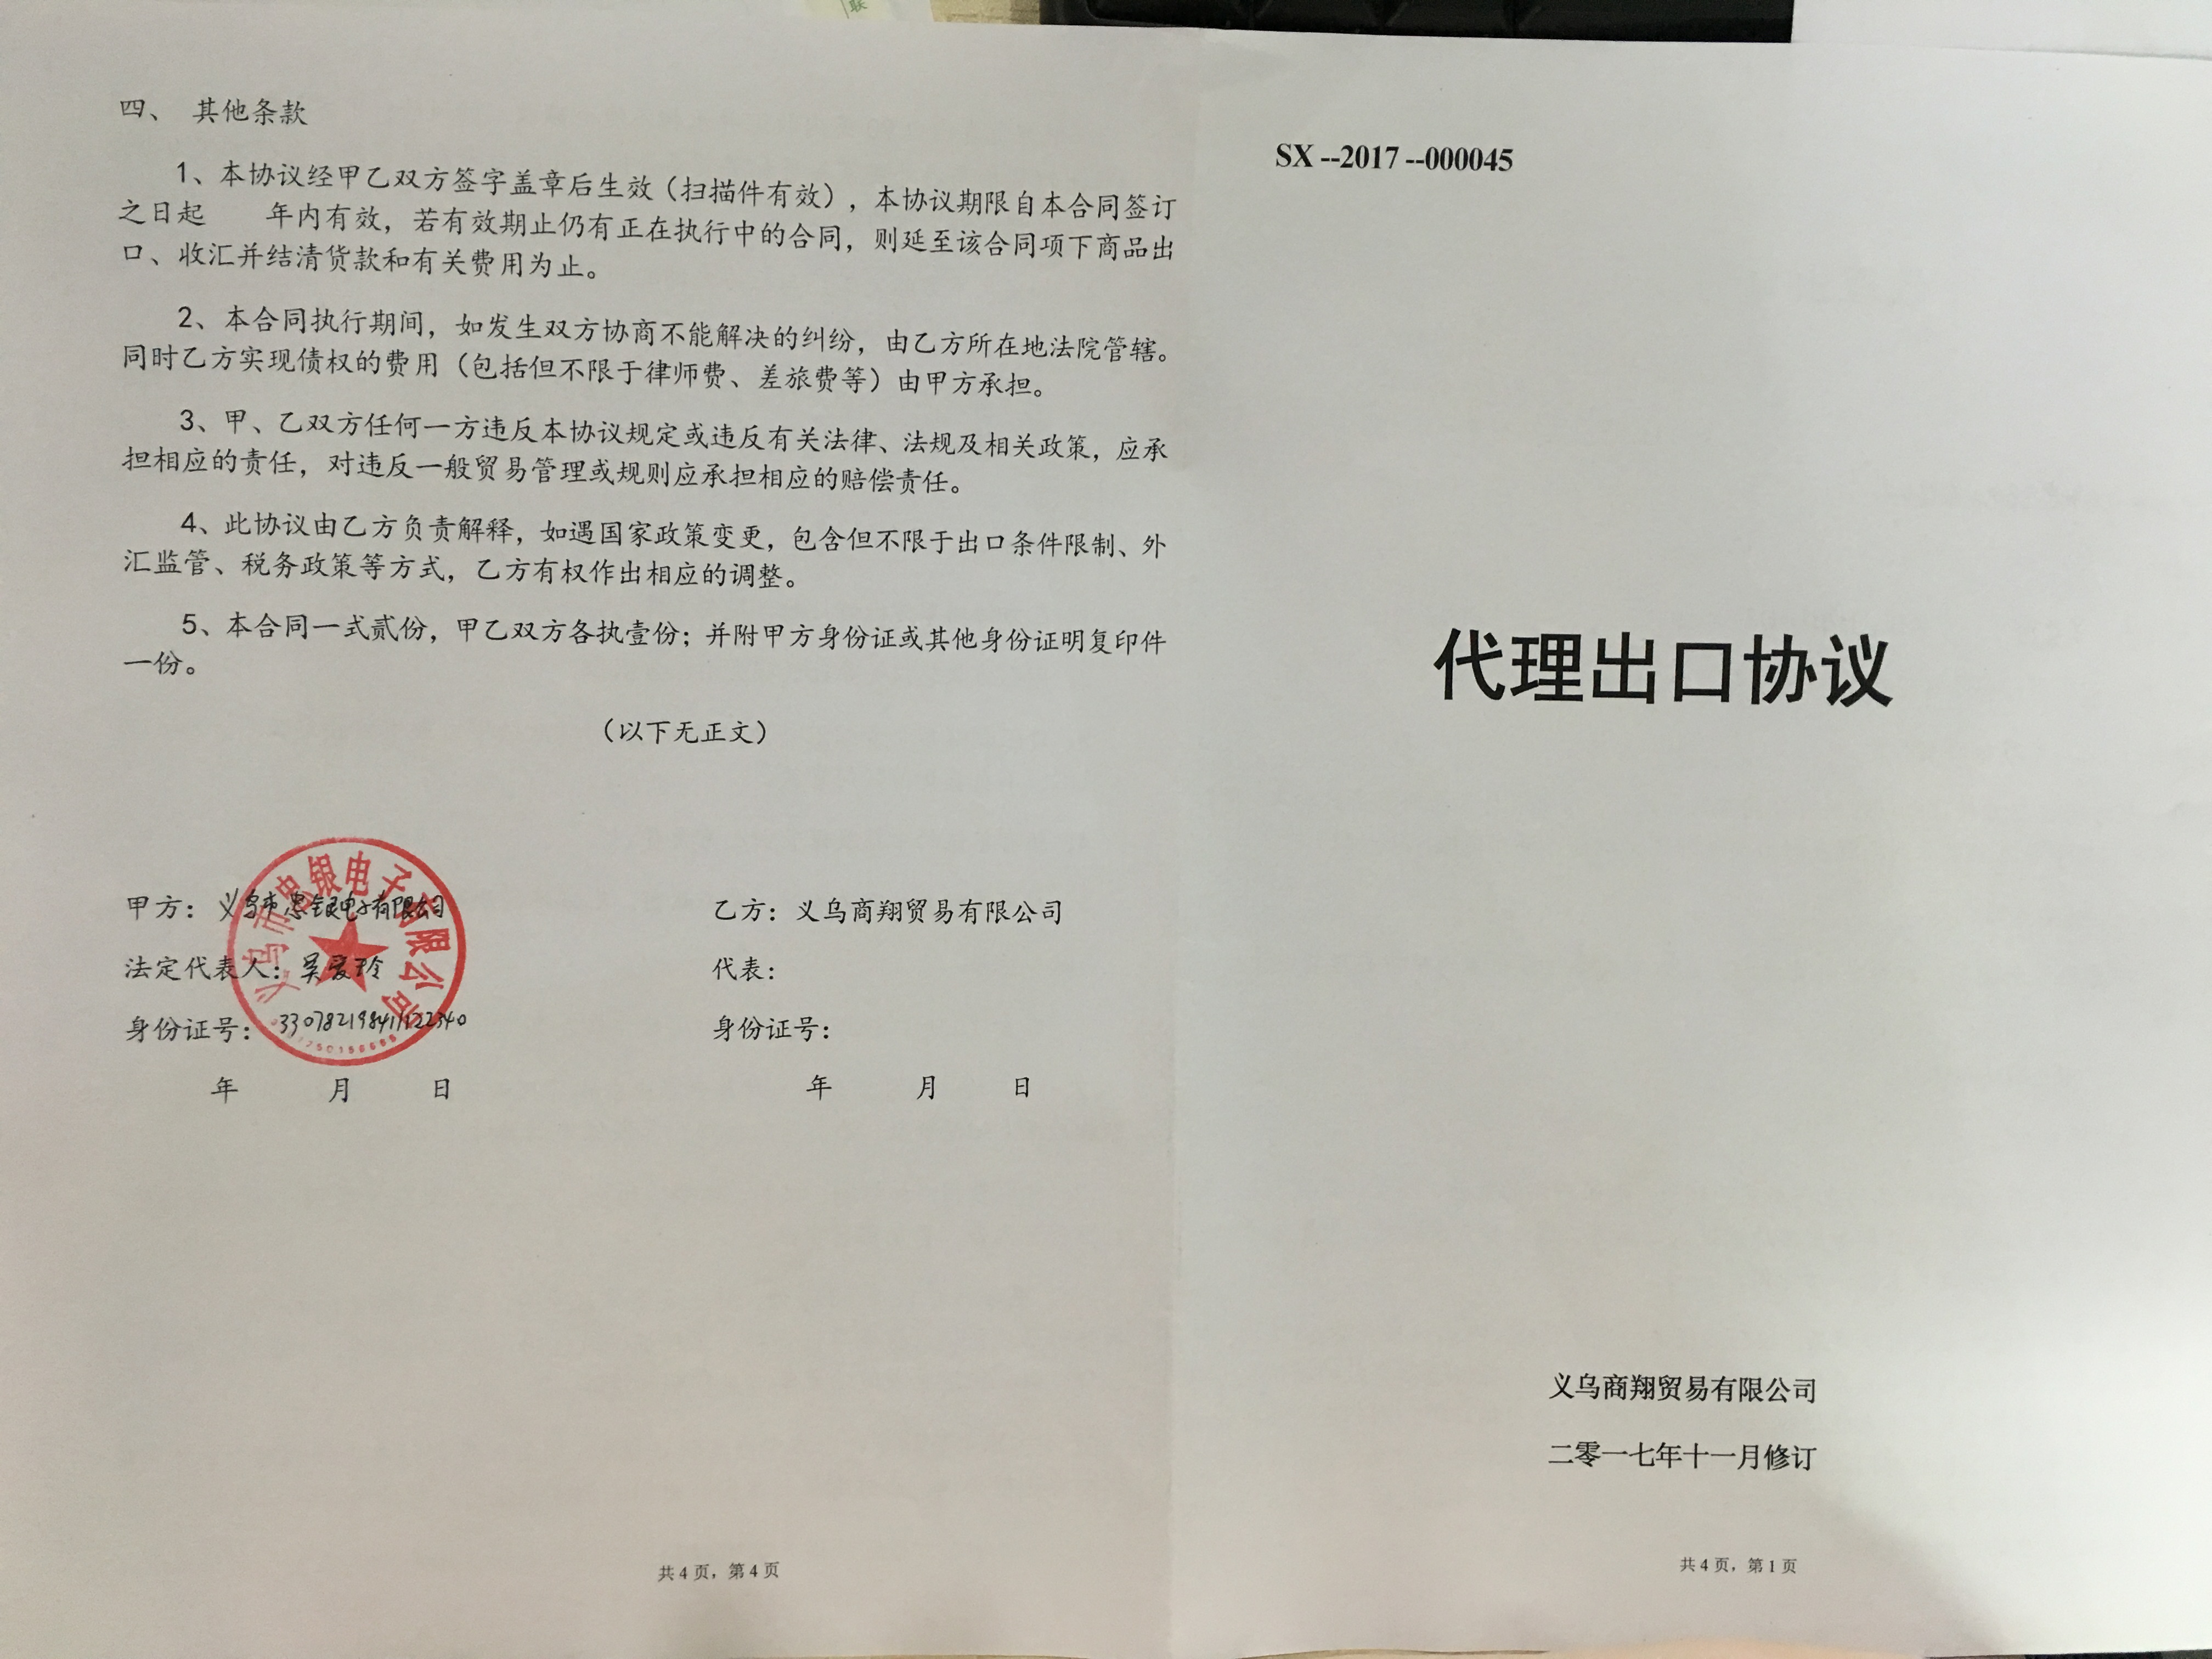 四、 其他条款
1、本协议经甲乙双方签字盖章后生效（扫描件有效），本协议期限自本合同签订
之日起 年内有效，若有效期止仍有正在执行中的合同，则延至该合同项下商品出
口、收汇并结清货款和有关费用为止。
2、本合同执行期间，如发生双方协商不能解决的纠纷，由乙方所在地法院管辖。
同时乙方实现债权的费用（包括但不限于律师费、差旅费等）由甲方承担。
3、甲、乙双方任何一方违反本协议规定或违反有关法律、法规及相关政策，应承
担相应的责任，对违反一般贸易管理或规则应承担相应的赔偿责任。
4、此协议由乙方负责解释，如遇国家政策变更，包含但不限于出口条件限制、外
汇监管、税务政策等方式，乙方有权作出相应的调整。
5、本合同一式贰份，甲乙双方各执壹份；并附甲方身份证或其他身份证明复印件
一份。
（以下无正文）
甲方：义乌市忠银电子有限公司
乙方：义乌商翔贸易有限公司
法定代表人：吴
代表：
身份证号：
身份证号：
年 月 日
年 月 日
共 4 页，第 4 页
SX --2017 --000045
代理出口协议
义乌商翔贸易有限公司
二零一七年十一月修订
共 4 页，第 1 页